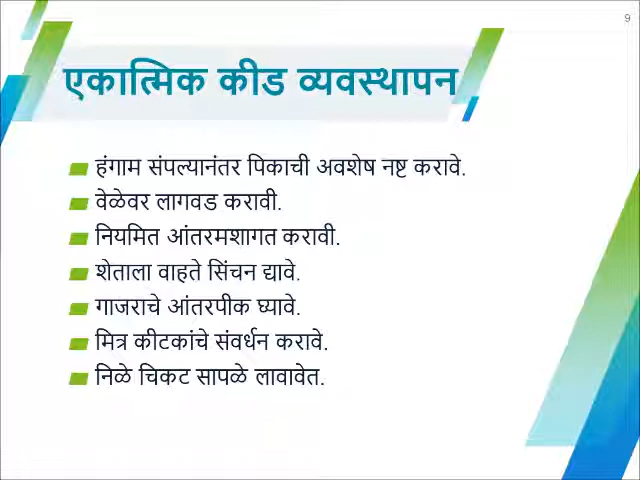 9
एकात्मिक कीड व्यवस्थापन
हंगाम संपल्यानंतर पिकाची अवशेष नष्ट करावे.
वेळेवर लागवड करावी.
नियमित आंतरमशागत करावी.
शेताला वाहते सिंचन द्यावे.
गाजराचे आंतरपीक घ्यावे.
मित्र कीटकांचे संवर्धन करावे.
निळे चिकट सापळे लावावेत.